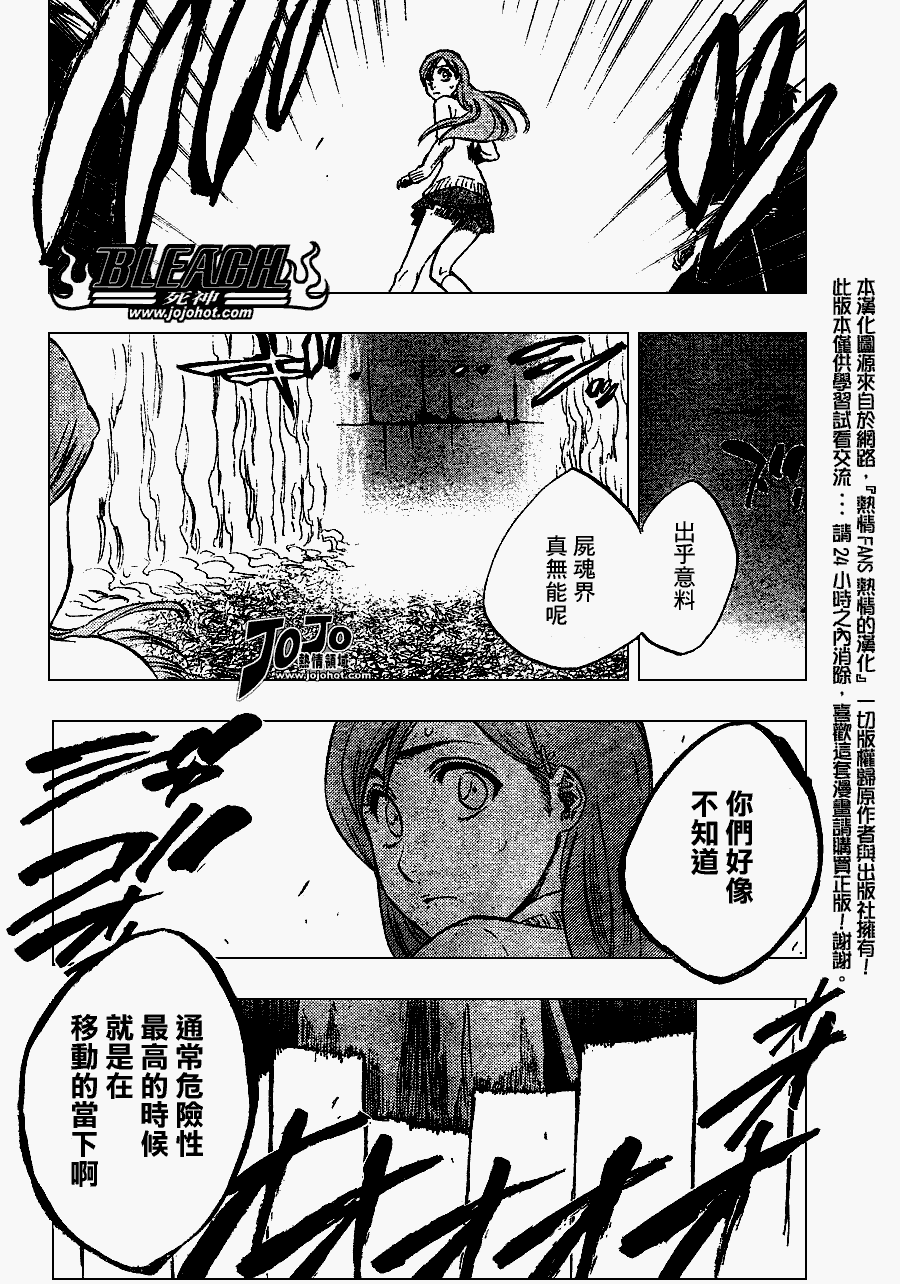 BLEACH
死神
www.jojohot.com
出乎意料
屍魂界
真無能呢
JOJO
熱情領域
www.jojohot.com
你們好像
不知道
通常危險性
最高的時候
就是在
移動的當下啊
本漢化圖源來自於網路，『熱情FANS 熱情的漢化』一切版權歸原作者與出版社擁有！
此版本僅供學習試看交流…請24小時之內消除，喜歡這套漫畫請購買正版！謝謝。